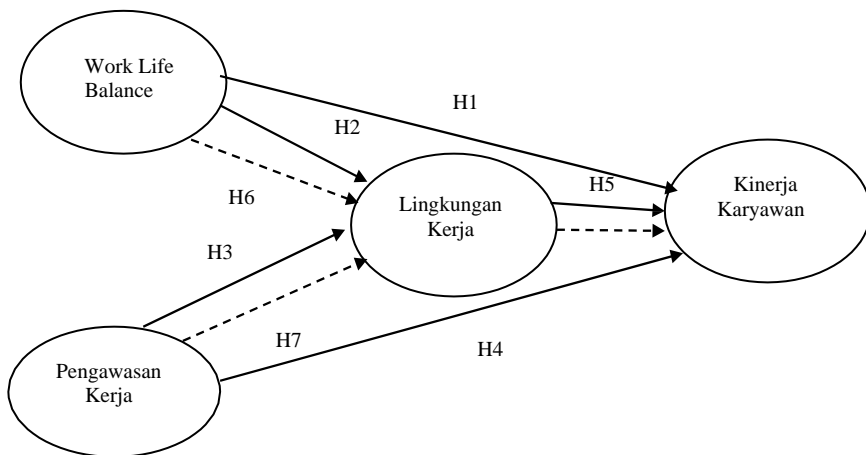 Work Life
Balance
H1
H2
H5
Kinerja
Karyawan
H6
Lingkungan
Kerja
H3
H7
H4
Pengawasan
Kerja